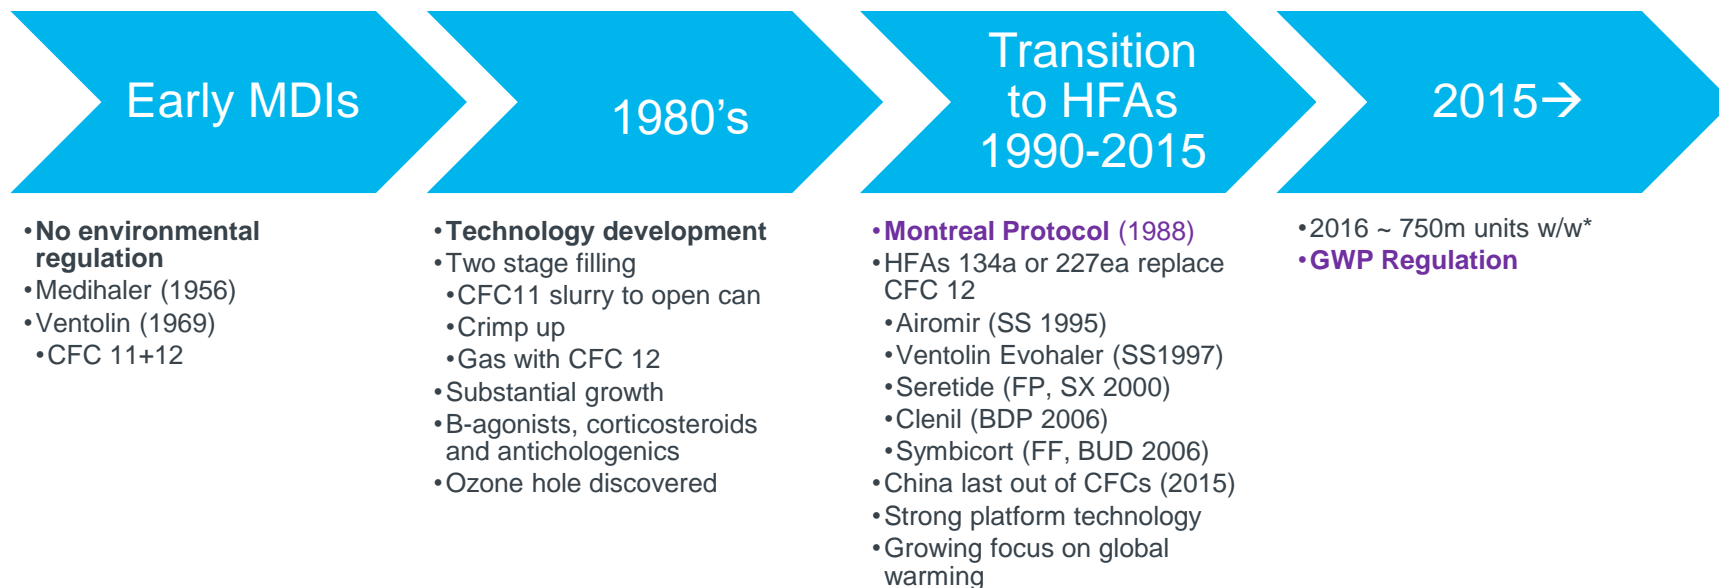 Early MDIs
•No environmental
regulation
•Medihaler (1956)
•Ventolin (1969)
•CFC 11+12
1980’s
•Technology development
•Two stage filling
•CFC11 slurry to open can
•Crimp up
•Gas with CFC 12
•Substantial growth
•B-agonists, corticosteroids
and antichologenics
•Ozone hole discovered
Transition
to HFAs
1990-2015
•Montreal Protocol (1988)
•HFAs 134a or 227ea replace
CFC 12
•Airomir (SS 1995)
•Ventolin Evohaler (SS1997)
•Seretide (FP, SX 2000)
•Clenil (BDP 2006)
•Symbicort (FF, BUD 2006)
•China last out of CFCs (2015)
•Strong platform technology
•Growing focus on global
warming
2015→
•2016 ~ 750m units w/w*
•GWP Regulation